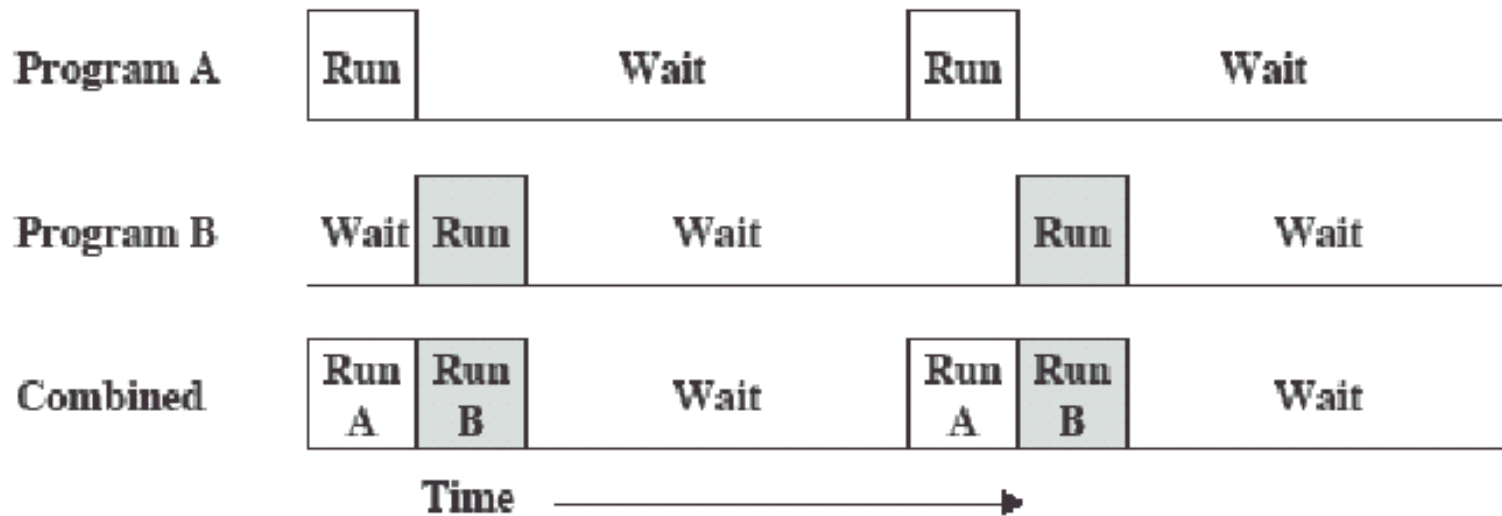 Program A Run Wait Run Wait
Program B Wait Run Wait Run Wait
Combined Run A Run B Wait Run A Run B Wait
Time